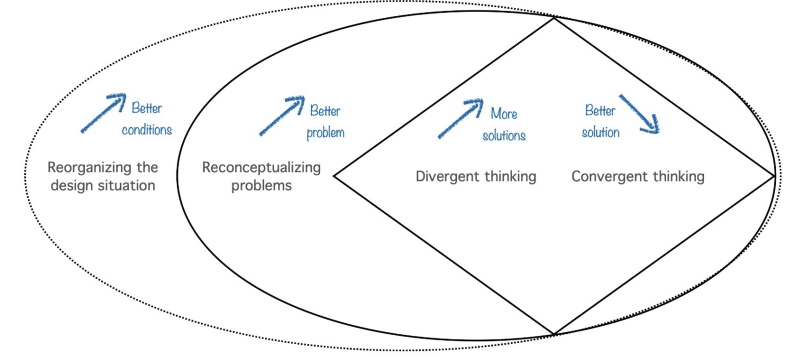 Better
conditions
Reorganizing the
design situation
Better
problem
Reconceptualizing
problems
More
solutions
Divergent thinking
Better
solution
Convergent thinking